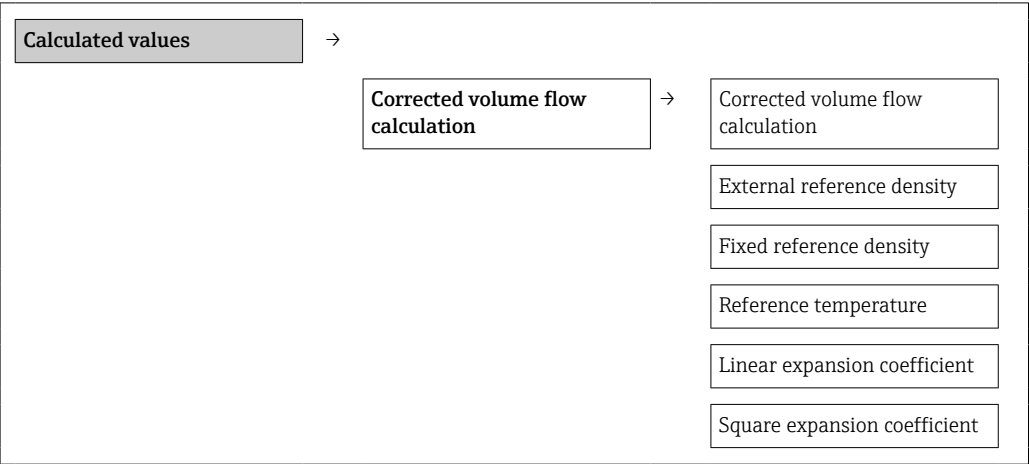 Calculated values →
Corrected volume flow
calculation
→
Corrected volume flow
calculation
External reference density
Fixed reference density
Reference temperature
Linear expansion coefficient
Square expansion coefficient